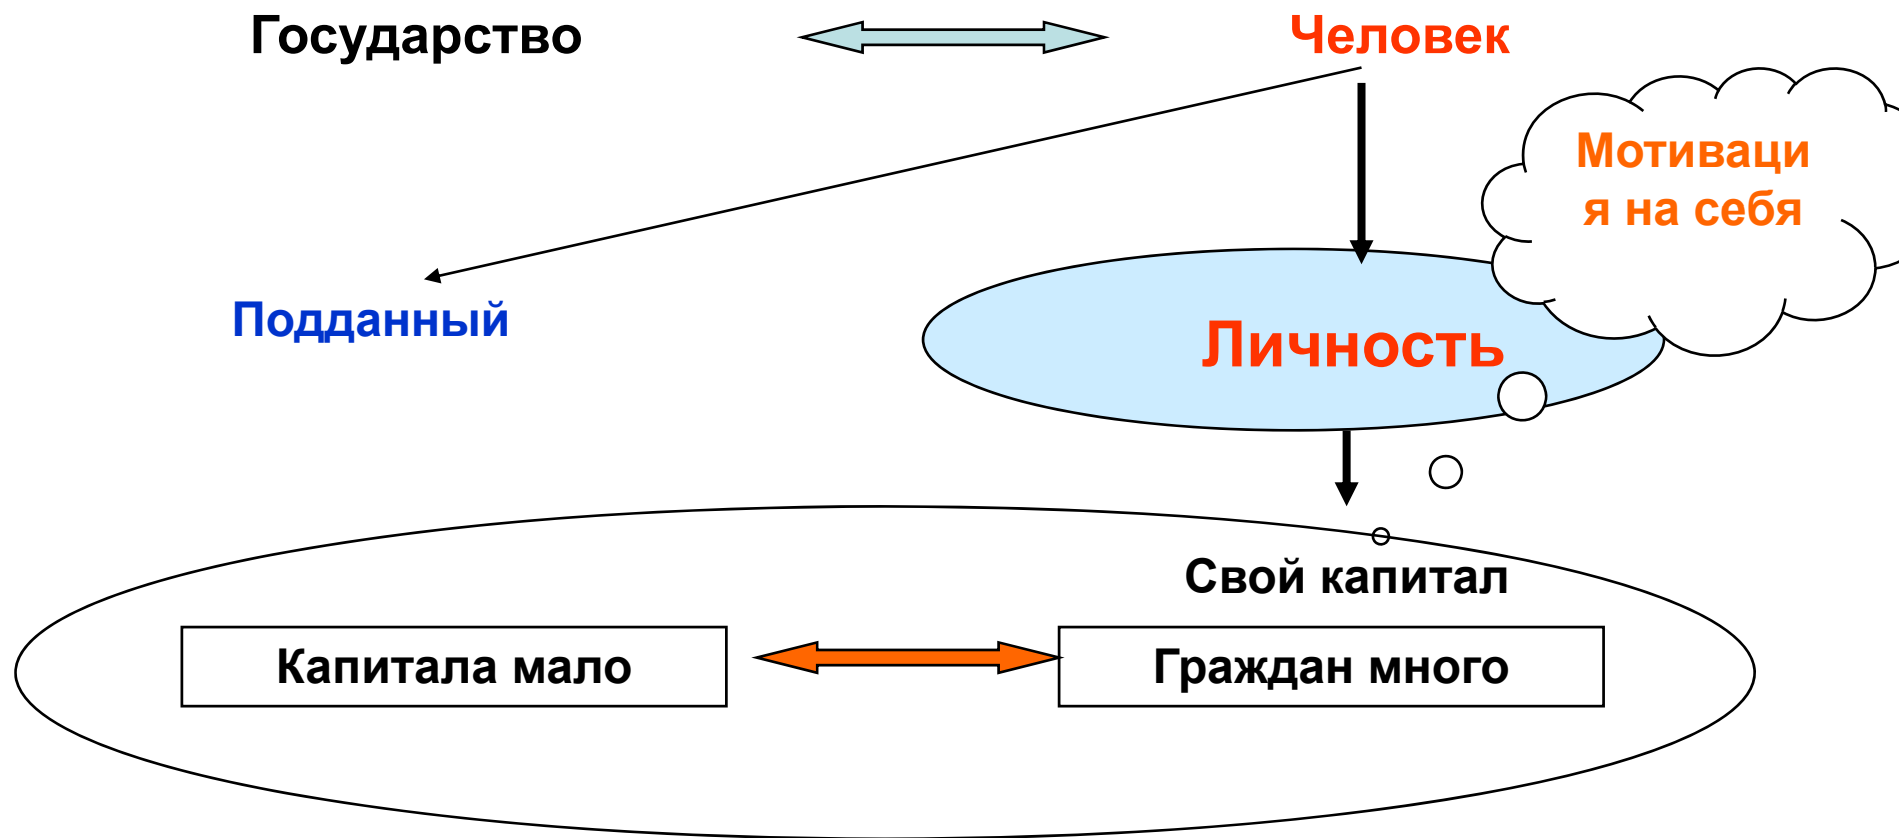 Государство
Человек
Мотиваци
я на себя
Подданный
Личность
Свой капитал
Капитала мало
Граждан много